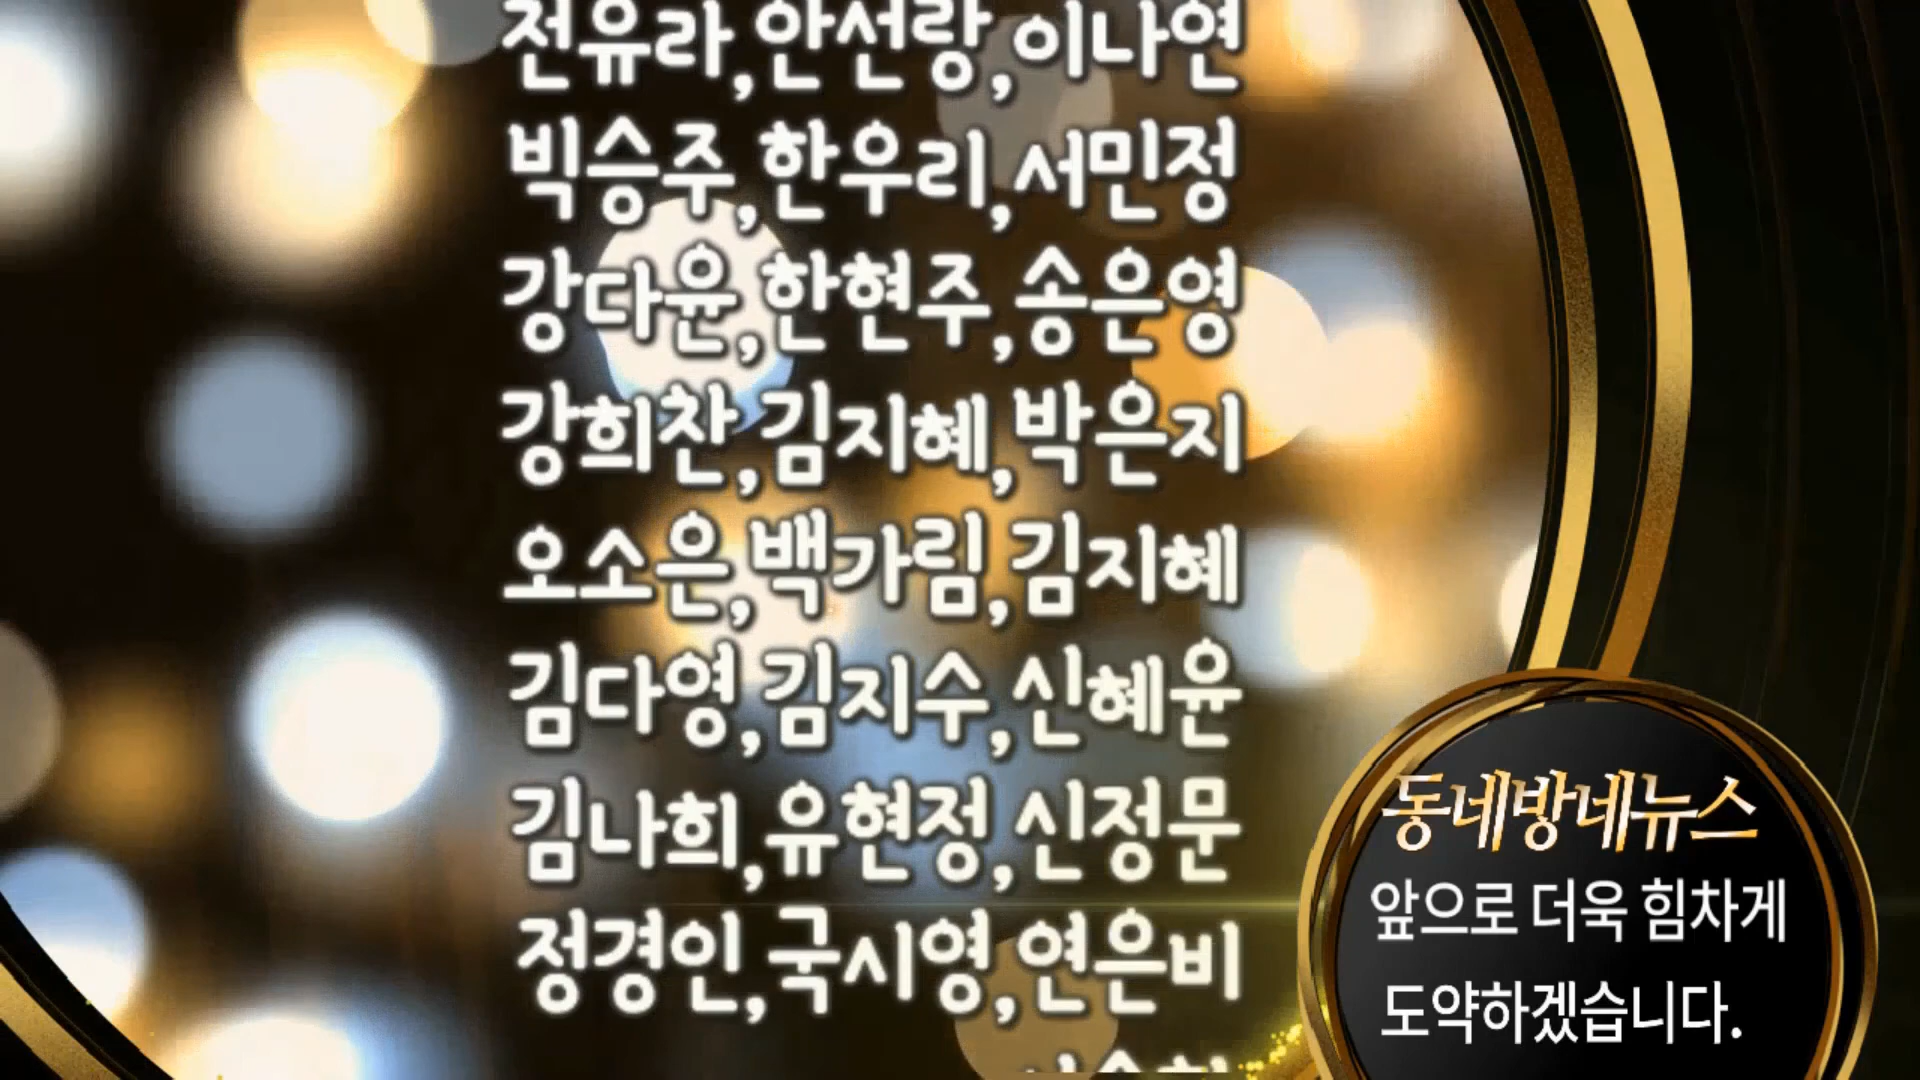 전유라,안선랑,이나연
빅승주,한우리,서민정
강다윤,한현주,송은영
강희찬,김지혜,박은지
오소은,백가림,김지혜
김다영,김지수,신혜윤
김나희,유현정,신정문
정경인,국시영,연은비
동네방네뉴스
앞으로 더욱 힘차게
도약하겠습니다.